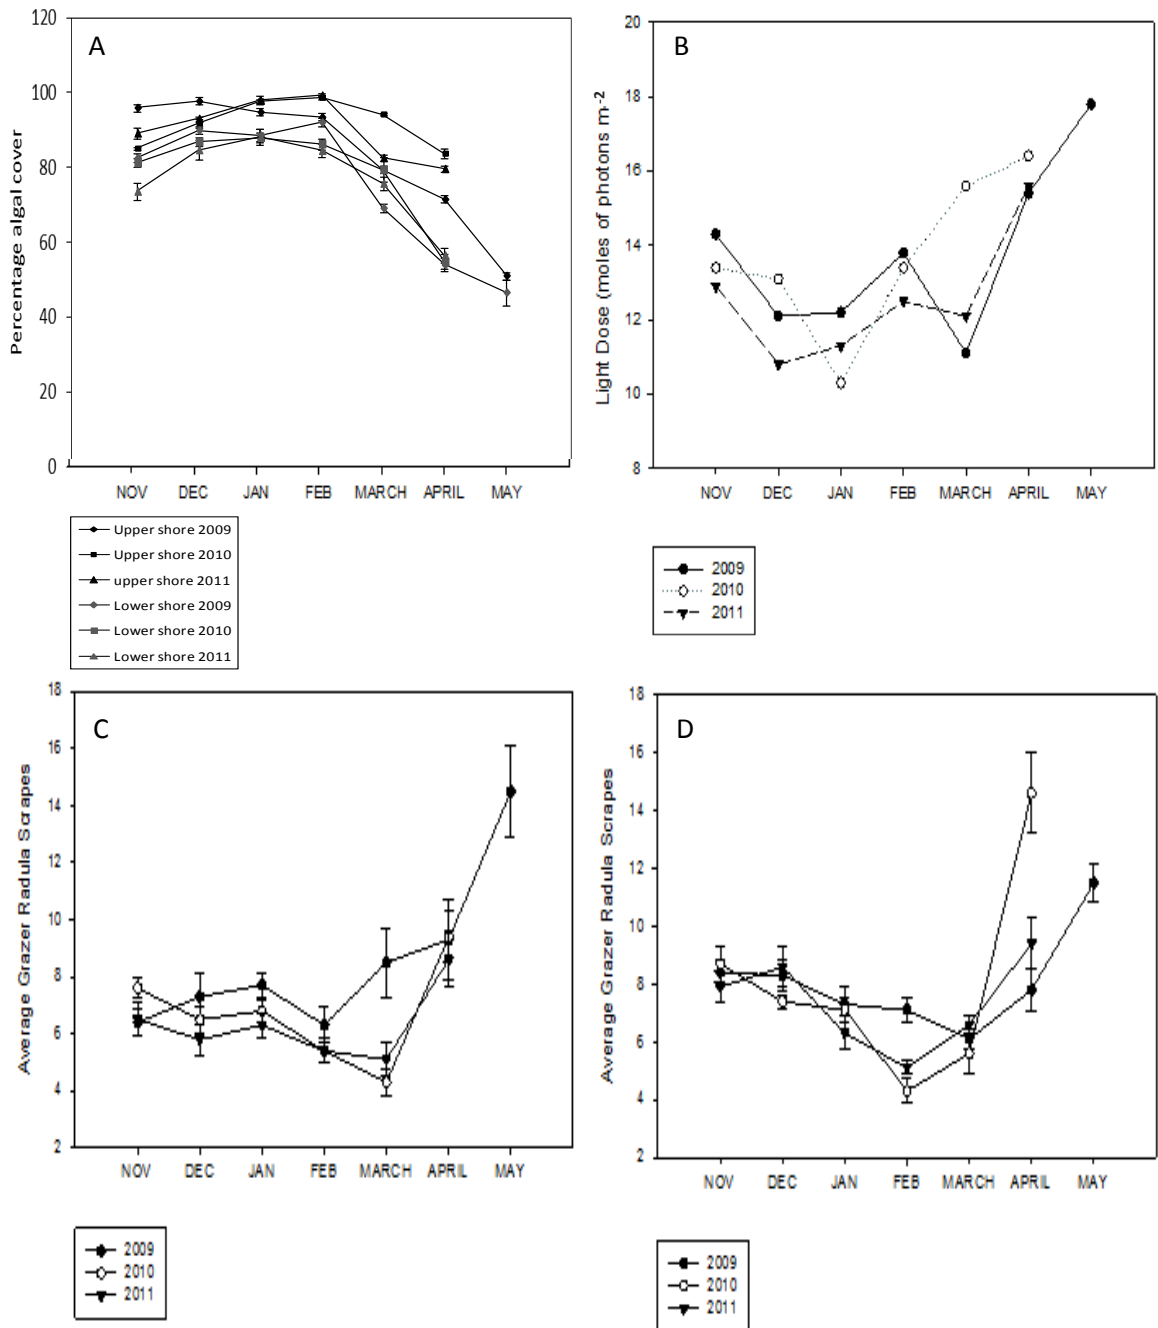 A
Percentage algal cover
120
100
80
60
40
20
0
NOV DEC JAN FEB MARCH APRIL MAY
Upper shore 2009
Upper shore 2010
upper shore 2011
Lower shore 2009
Lower shore 2010
Lower shore 2011
B
Light Dose (moles of photons m-2
20
18
16
14
12
10
8
NOV DEC JAN FEB MARCH APRIL MAY
2009
2010
2011
C
Average Grazer Radula Scrapes
18
16
14
12
10
8
6
4
2
NOV DEC JAN FEB MARCH APRIL MAY
2009
2010
2011
D
Average Grazer Radula Scrapes
18
16
14
12
10
8
6
4
2
NOV DEC JAN FEB MARCH APRIL MAY
2009
2010
2011